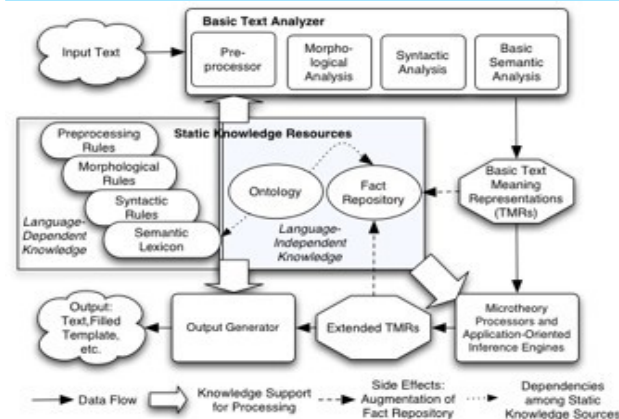 Basic Text Analyzer
Input Text
Pre-
processor
Morpho-
logical
Analysis
Syntactic
Analysis
Basic
Semantic
Analysis
Static Knowledge Resources
Preprocessing
Rules
Morphological
Rules
Syntactic
Rules
Semantic
Lexicon
Language-
Dependent
Knowledge
Ontology
Fact
Repository
Language-
Independent
Knowledge
Basic Text
Meaning
Representations
(TMRs)
Output:
Text,Filled
Template,
etc.
Output Generator
Extended TMRs
Microtheory
Processors and
Application-Oriented
Inference Engines
Data Flow
Knowledge Support
for Processing
Side Effects:
Augmentation of
Fact Repository
Dependencies
among Static
Knowledge Sources